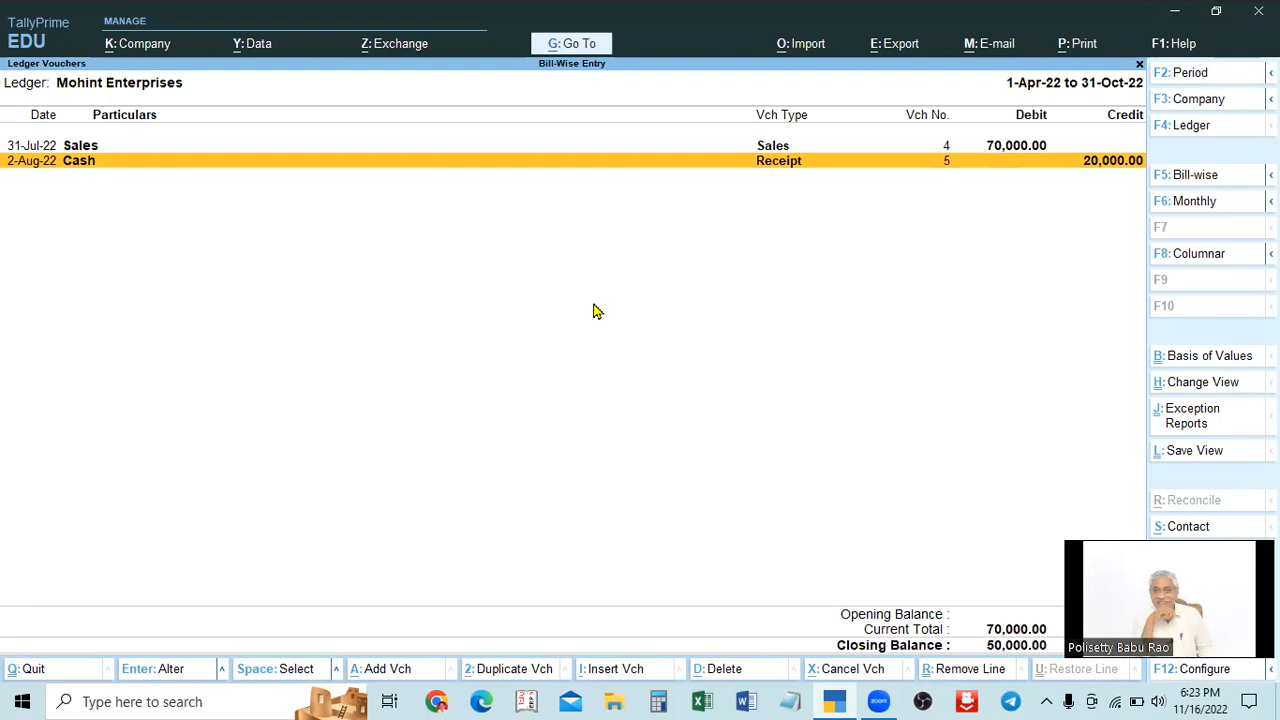 TallyPrime
EDU
MANAGE
K: Company
Y: Data
Z: Exchange
G: Go To
O: Import
E: Export
M: E-mail
P: Print
F1: Help
Ledger Vouchers
Bill-Wise Entry
Ledger: Mohint Enterprises
1-Apr-22 to 31-Oct-22
Date Particulars Vch Type Vch No. Debit Credit
31-Jul-22 Sales Sales 4 70,000.00
2-Aug-22 Cash Receipt 5 20,000.00
Opening Balance :
Current Total : 70,000.00
Closing Balance : 50,000.00
F2: Period
F3: Company
F4: Ledger
F5: Bill-wise
F6: Monthly
F7
F8: Columnar
F9
F10
B: Basis of Values
H: Change View
J: Exception
Reports
L: Save View
R: Reconcile
S: Contact
Polisetty Babu Rao
Q: Quit
Enter: Alter
Space: Select
A: Add Vch
2: Duplicate Vch
I: Insert Vch
D: Delete
X: Cancel Vch
R: Remove Line
U: Restore Line
F12: Configure
Type here to search
zoom
6:23 PM
11/16/2022